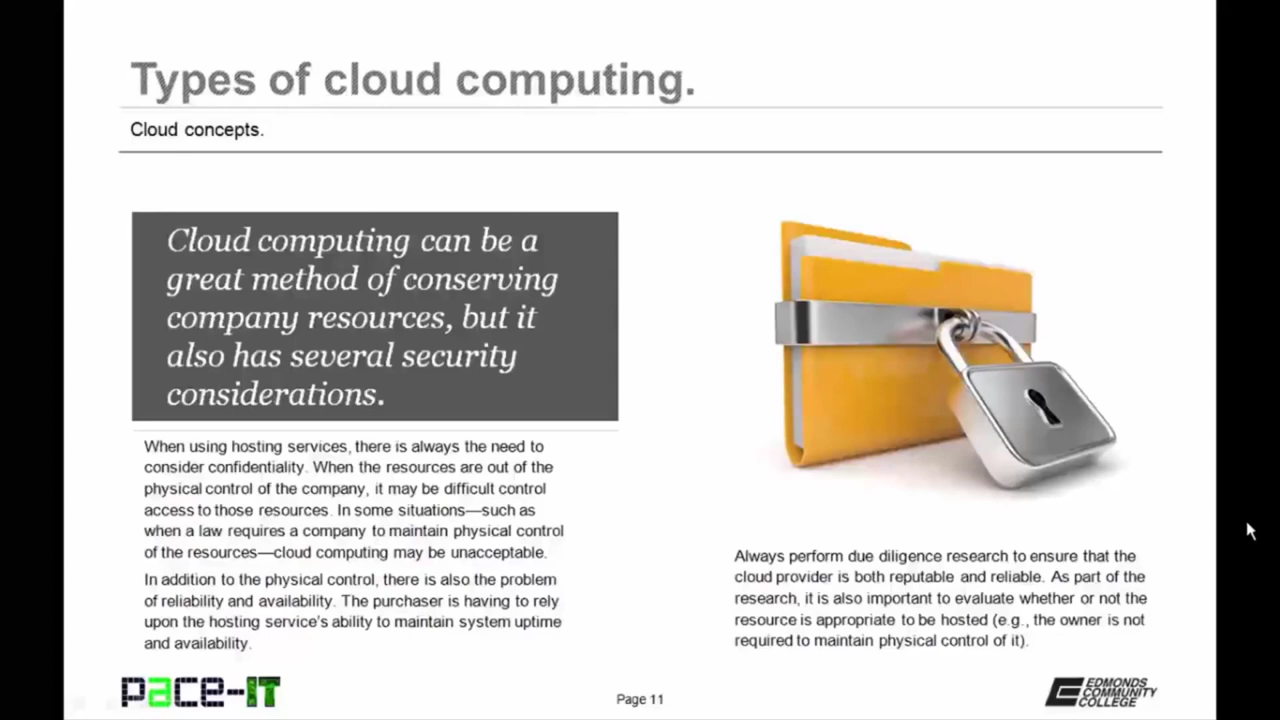 Types of cloud computing.
Cloud concepts.
Cloud computing can be a
great method of conserving
company resources, but it
also has several security
considerations.
When using hosting services, there is always the need to
consider confidentiality. When the resources are out of the
physical control of the company, it may be difficult control
access to those resources. In some situations—such as
when a law requires a company to maintain physical control
of the resources—cloud computing may be unacceptable.
In addition to the physical control, there is also the problem
of reliability and availability. The purchaser is having to rely
upon the hosting service's ability to maintain system uptime
and availability.
Always perform due diligence research to ensure that the
cloud provider is both reputable and reliable. As part of the
research, it is also important to evaluate whether or not the
resource is appropriate to be hosted (e.g., the owner is not
required to maintain physical control of it).
pace-IT
Page 11
EDMONDS
COMMUNITY
COLLEGE